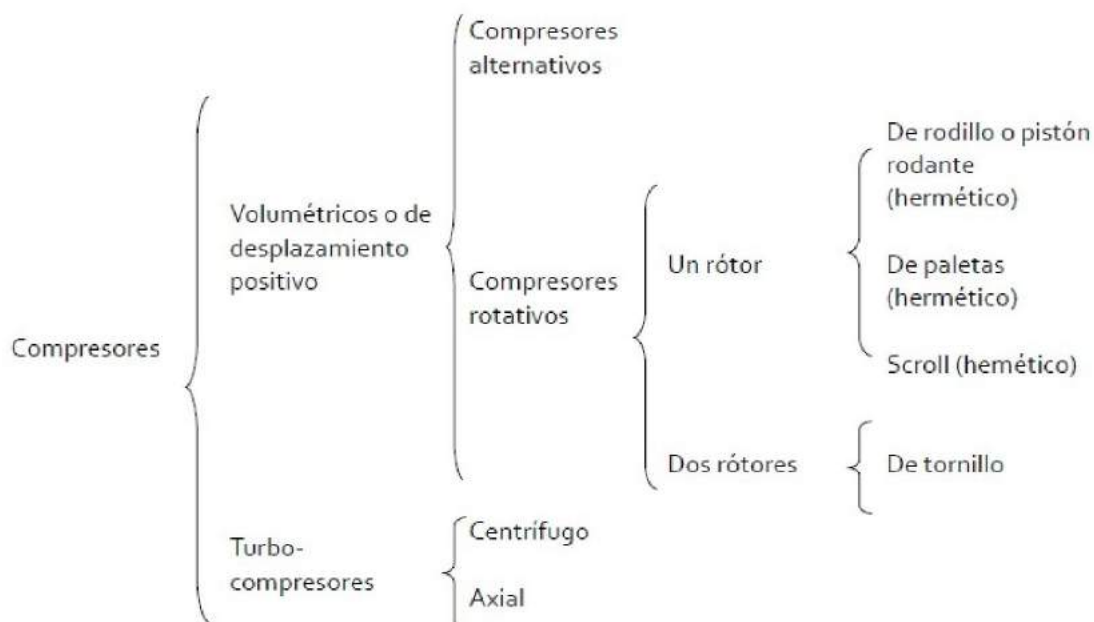 Compresores
Volumétricos o de
desplazamiento
positivo
Compresores
alternativos
Compresores
rotativos
Un rótor
De rodillo o pistón
rodante
(hermético)
De paletas
(hermético)
Scroll (hemético)
Dos rótores
De tornillo
Turbo-
compresores
Centrífugo
Axial